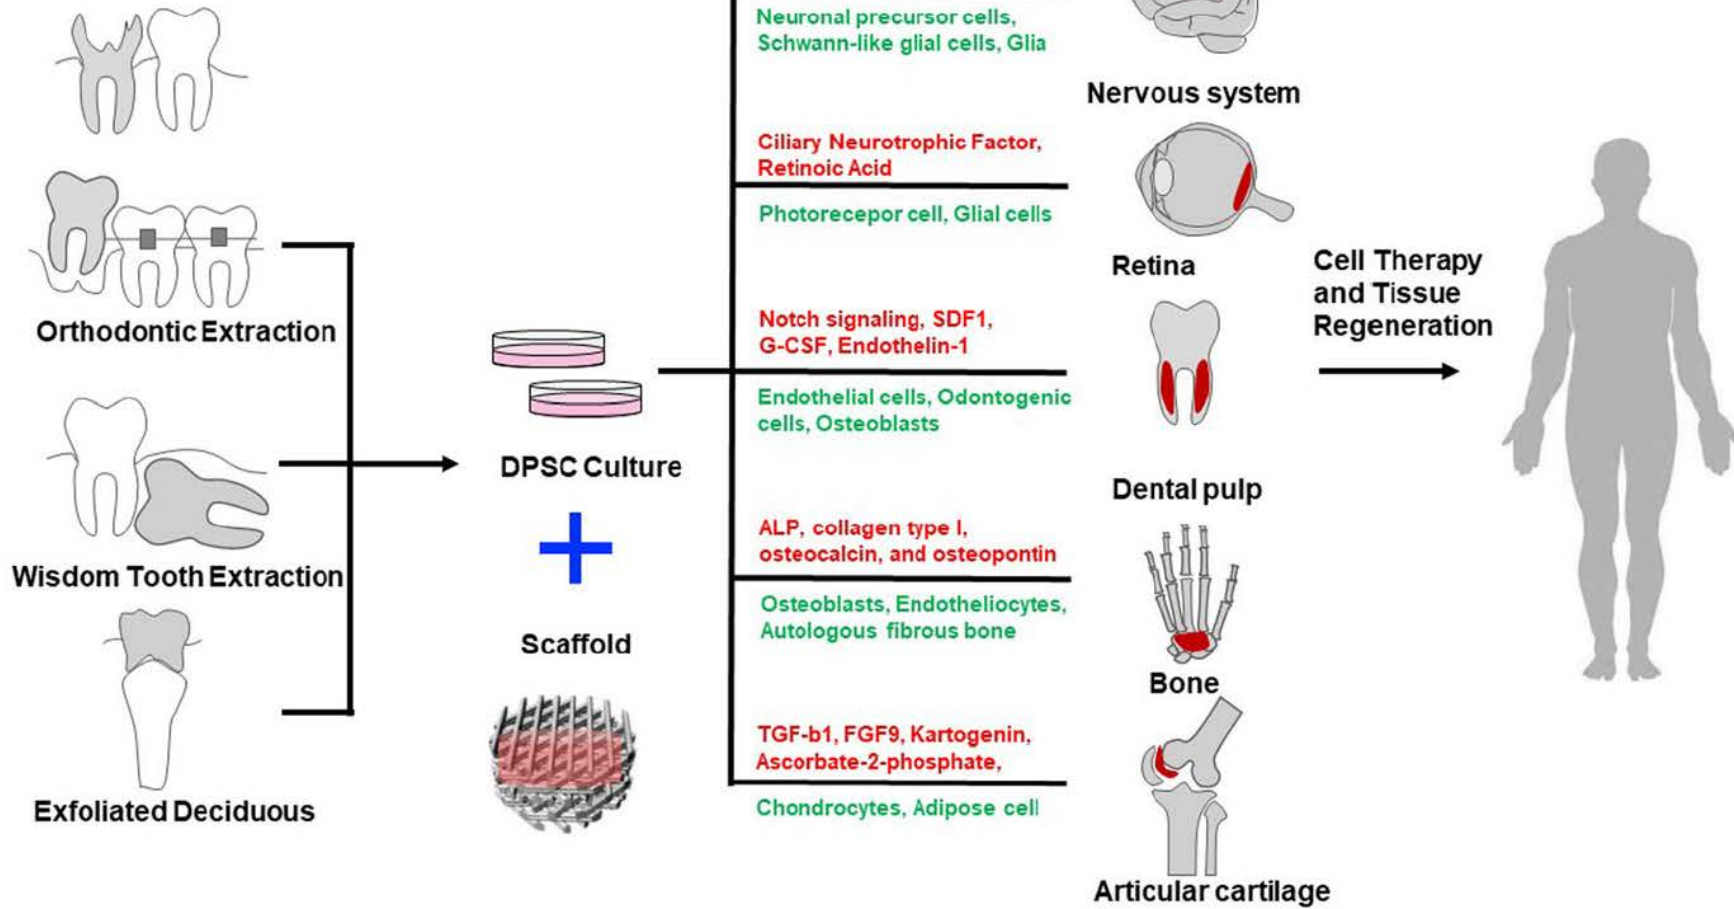 Orthodontic Extraction
Wisdom Tooth Extraction
Exfoliated Deciduous
DPSC Culture
Scaffold
Neuronal precursor cells,
Schwann-like glial cells, Glia
Ciliary Neurotrophic Factor,
Retinoic Acid
Photorecepor cell, Glial cells
Notch signaling, SDF1,
G-CSF, Endothelin-1
Endothelial cells, Odontogenic
cells, Osteoblasts
ALP, collagen type I,
osteocalcin, and osteopontin
Osteoblasts, Endotheliocytes,
Autologous fibrous bone
TGF-b1, FGF9, Kartogenin,
Ascorbate-2-phosphate,
Chondrocytes, Adipose cell
Nervous system
Retina
Dental pulp
Bone
Articular cartilage
Cell Therapy
and Tissue
Regeneration